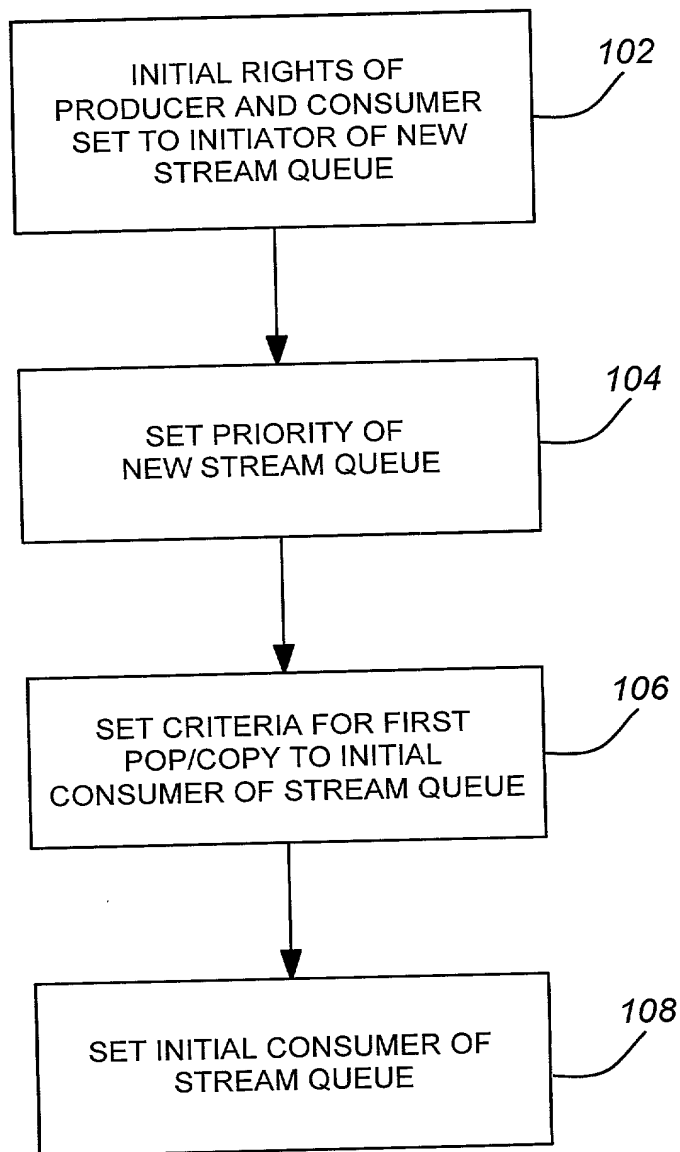 INITIAL RIGHTS OF
PRODUCER AND CONSUMER
SET TO INITIATOR OF NEW
STREAM QUEUE
102
SET PRIORITY OF
NEW STREAM QUEUE
104
SET CRITERIA FOR FIRST
POP/COPY TO INITIAL
CONSUMER OF STREAM QUEUE
106
SET INITIAL CONSUMER OF
STREAM QUEUE
108